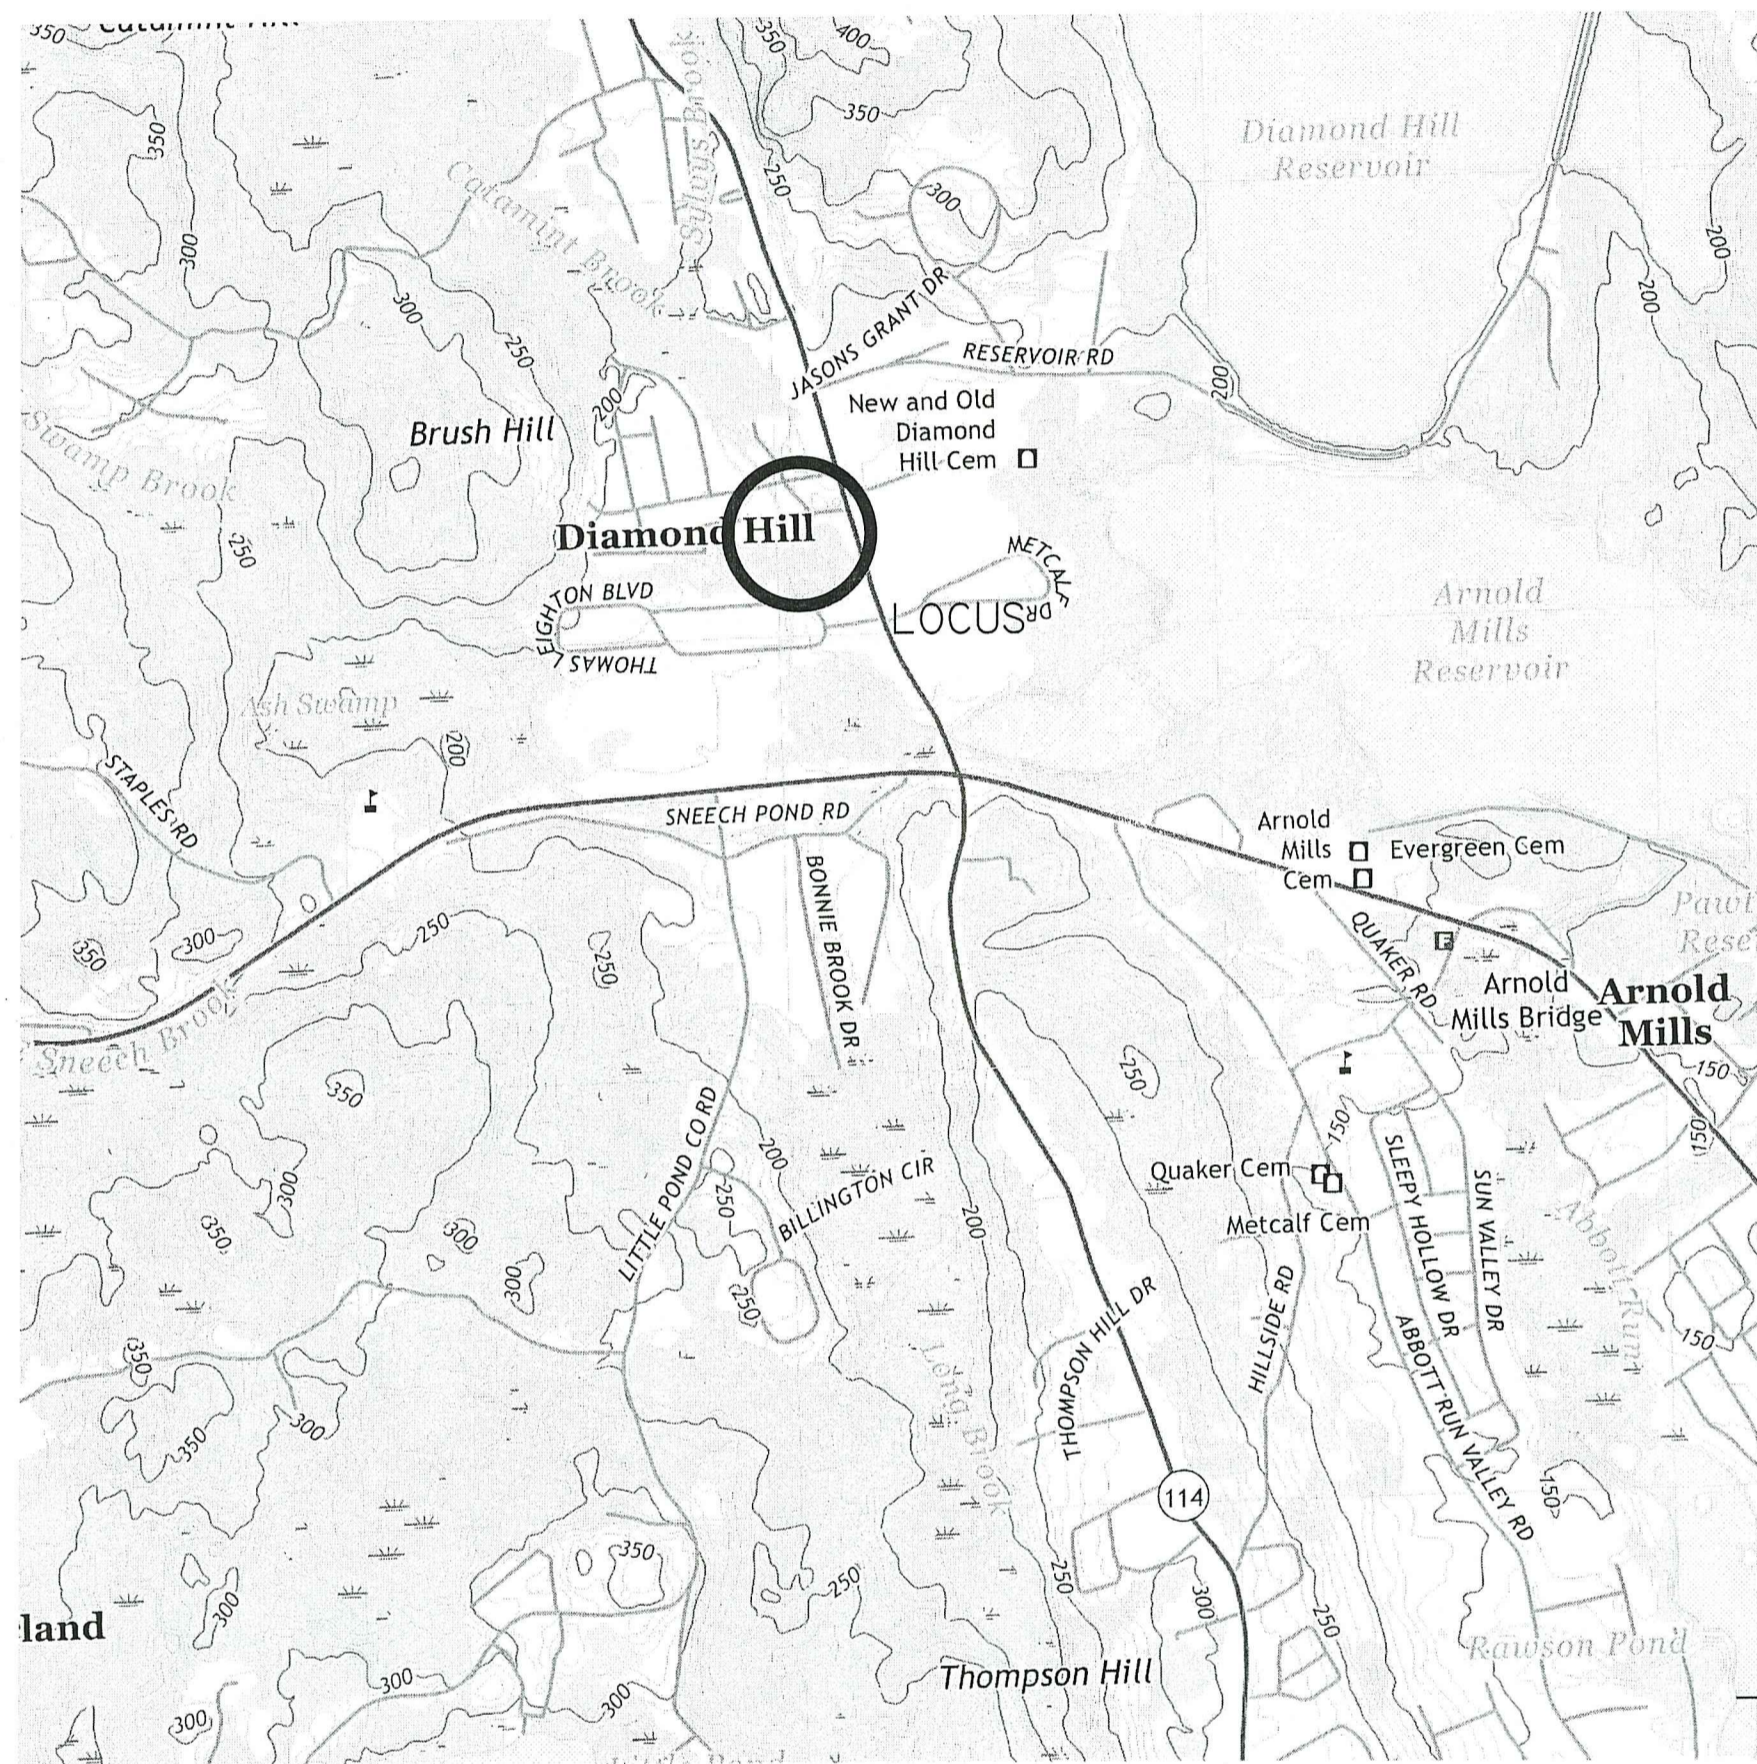 350
400
350
350
350
Diamond Hill
Reservoir
Sylvys Brook
250
300
Catamint Brook
300
200
200
300
250
JASONS GRANT DR
RESERVOIR RD
200
New and Old
Diamond
Hill Cem
200
Brush Hill
Swamp Brook
250
Diamond Hill
METCALF DR
LEIGHTON BLVD
THOMAS
LOCUS
Arnold
Mills
Reservoir
Ash Swamp
200
STAPLES RD
SNEECH POND RD
Arnold
Mills
Cem
Evergreen Cem
BONNIE BROOK DR
QUAKER RD
F
350
300
250
250
Arnold
Mills Bridge
Arnold
Mills
Sneech Brook
350
250
150
150
150
LITTLE POND CO RD
200
BILLINGTON CIR
250
250
Quaker Cem
Metcalf Cem
SLEEPY HOLLOW DR
SUN VALLEY DR
Abbott Run
300
350
300
300
200
THOMPSON HILL DR
HILLSIDE RD
ABBOTT RUN VALLEY RD
150
350
Long Brook
300
350
114
150
350
250
250
300
250
300
land
Rawson Pond
Thompson Hill
300
300
300